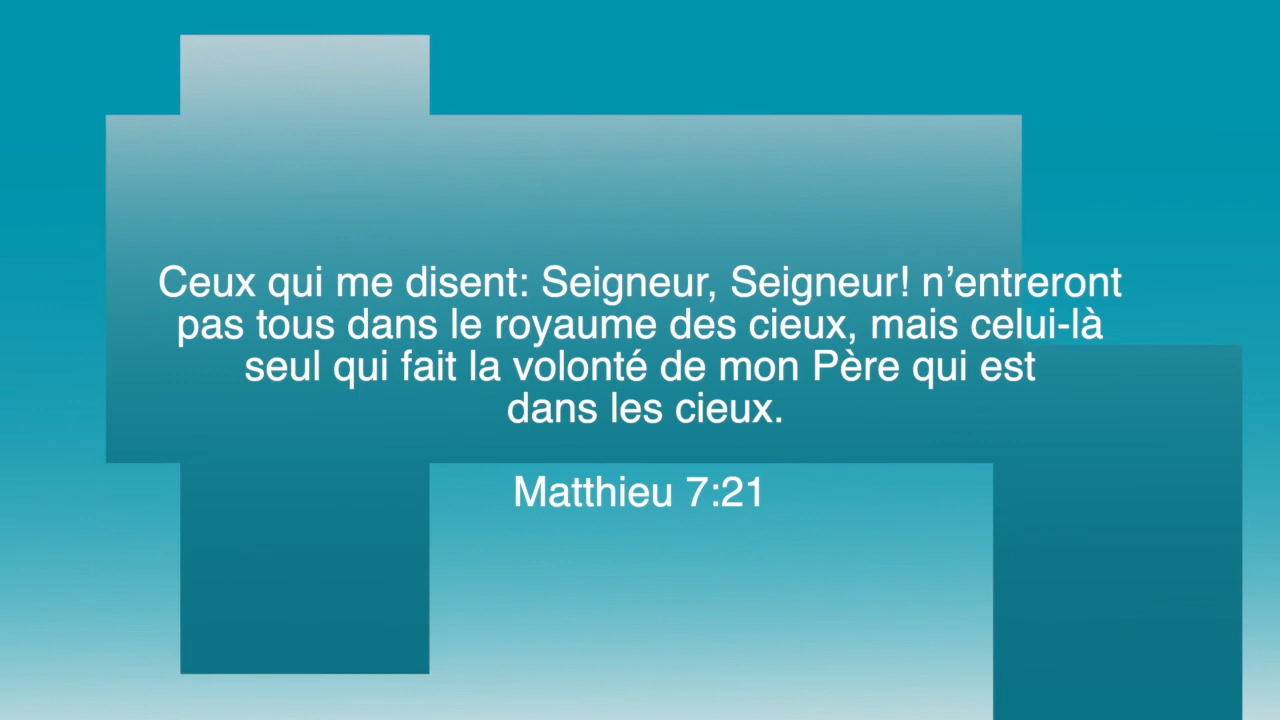 Ceux qui me disent: Seigneur, Seigneur! n’entreront
pas tous dans le royaume des cieux, mais celui-là
seul qui fait la volonté de mon Père qui est
dans les cieux.
Matthieu 7:21